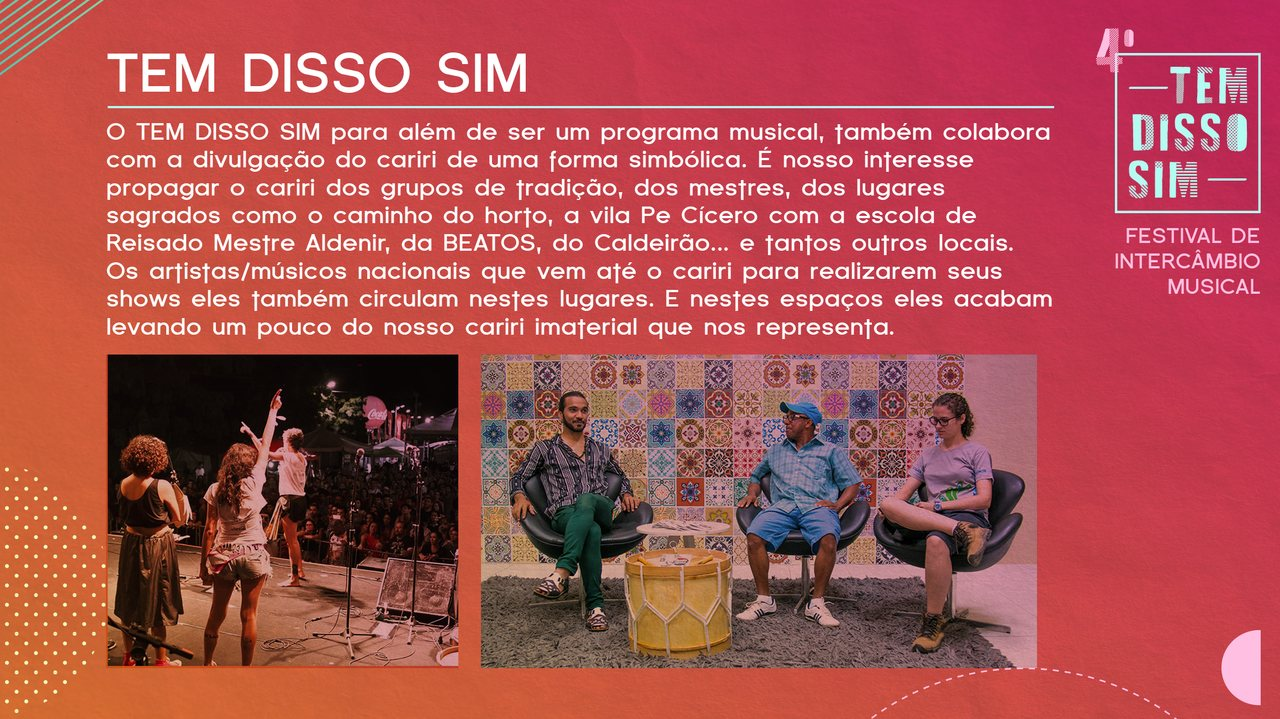 TEM DISSO SIM
O TEM DISSO SIM para além de ser um programa musical, também colabora
com a divulgação do cariri de uma forma simbólica. É nosso interesse
propagar o cariri dos grupos de tradição, dos mestres, dos lugares
sagrados como o caminho do horto, a vila Pe Cícero com a escola de
Reisado Mestre Aldenir, da BEATOS, do Caldeirão... e tantos outros locais.
Os artistas/músicos nacionais que vem até o cariri para realizarem seus
shows eles também circulam nestes lugares. E nestes espaços eles acabam
levando um pouco do nosso cariri imaterial que nos representa.
4º
TEM
DISSO
SIM
FESTIVAL DE
INTERCÂMBIO
MUSICAL